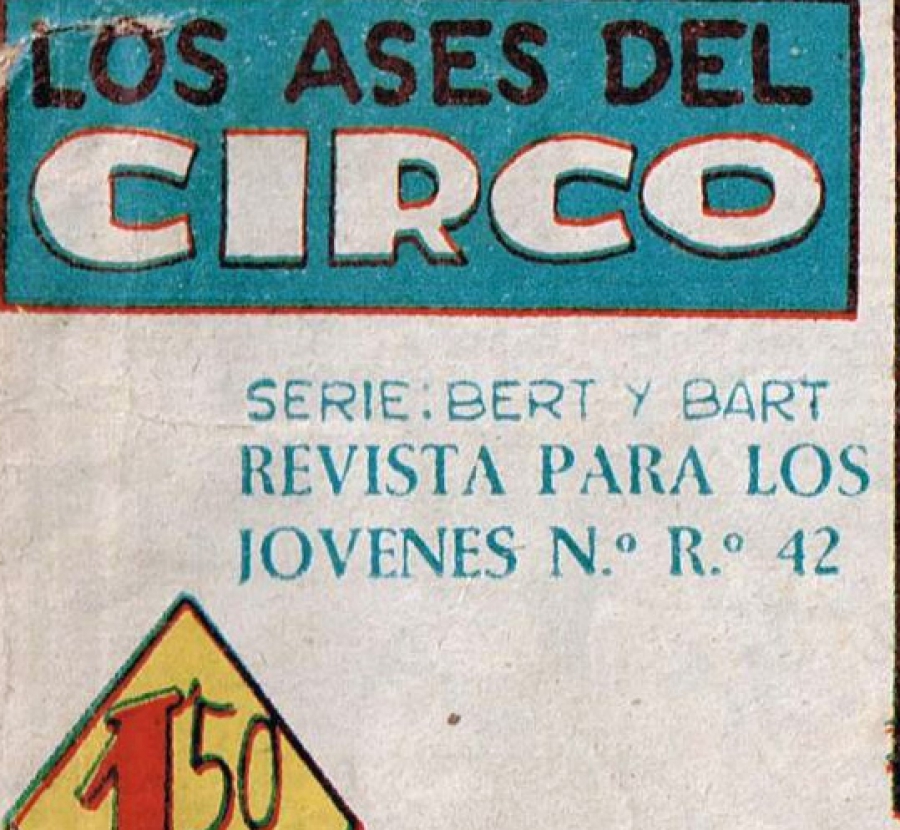 LOS ASES DEL
CIRCO
SERIE: BERT Y BART
REVISTA PARA LOS
JOVENES N.º R.º 42
1'50